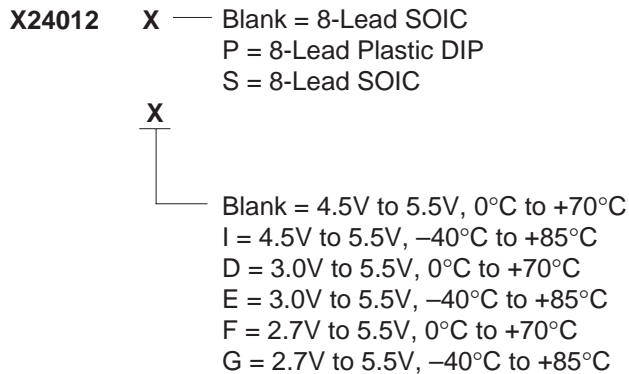 X24012 X Blank = 8-Lead SOIC
P = 8-Lead Plastic DIP
S = 8-Lead SOIC
X
Blank = 4.5V to 5.5V, 0°C to +70°C
I = 4.5V to 5.5V, –40°C to +85°C
D = 3.0V to 5.5V, 0°C to +70°C
E = 3.0V to 5.5V, –40°C to +85°C
F = 2.7V to 5.5V, 0°C to +70°C
G = 2.7V to 5.5V, –40°C to +85°C